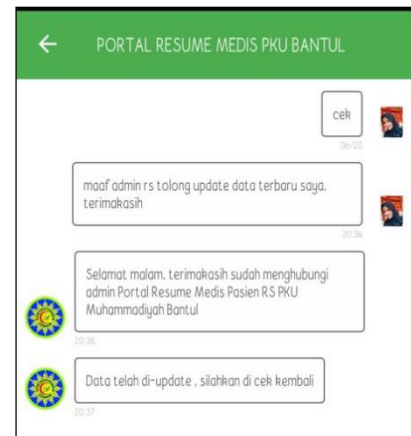 PORTAL RESUME MEDIS PKU BANTUL
cek
06/20
maaf admin rs tolong update data terbaru saya,
terimakasih
20:34
Selamat malam, terimakasih sudah menghubungi
admin Portal Resume Medis Pasien RS PKU
Muhammadiyah Bantul
20:36
Data telah di-update , silahkan di cek kembali
20:37